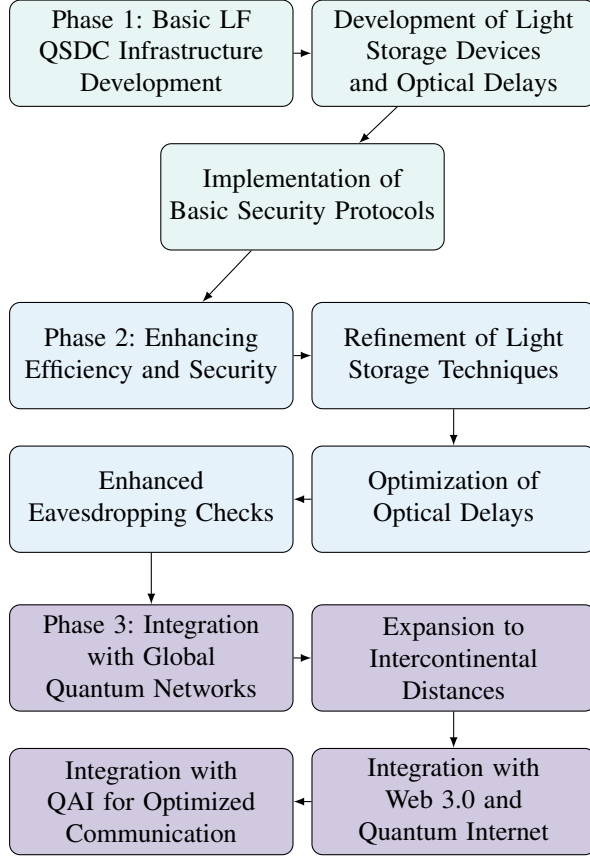 Phase 1: Basic LF
QSDC Infrastructure
Development
Development of Light
Storage Devices
and Optical Delays
Implementation of
Basic Security Protocols
Phase 2: Enhancing
Efficiency and Security
Refinement of Light
Storage Techniques
Enhanced
Eavesdropping Checks
Optimization of
Optical Delays
Phase 3: Integration
with Global
Quantum Networks
Expansion to
Intercontinental
Distances
Integration with
QAI for Optimized
Communication
Integration with
Web 3.0 and
Quantum Internet